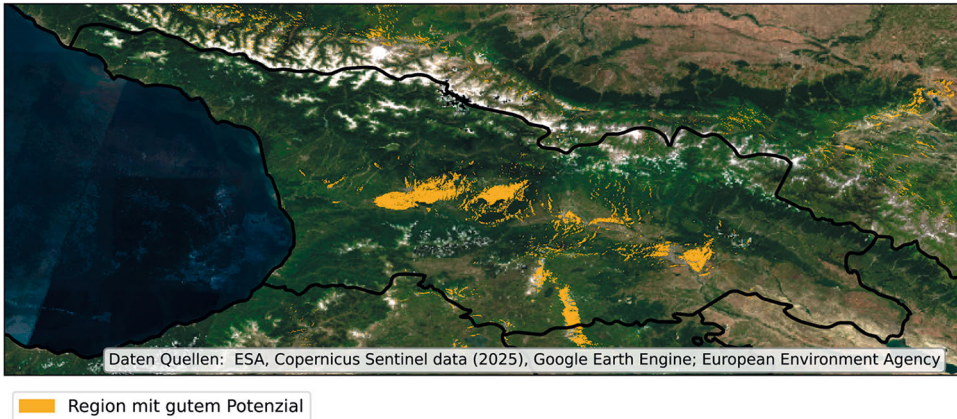 Daten Quellen:  ESA, Copernicus Sentinel data (2025), Google Earth Engine; European Environment Agency
Region mit gutem Potenzial